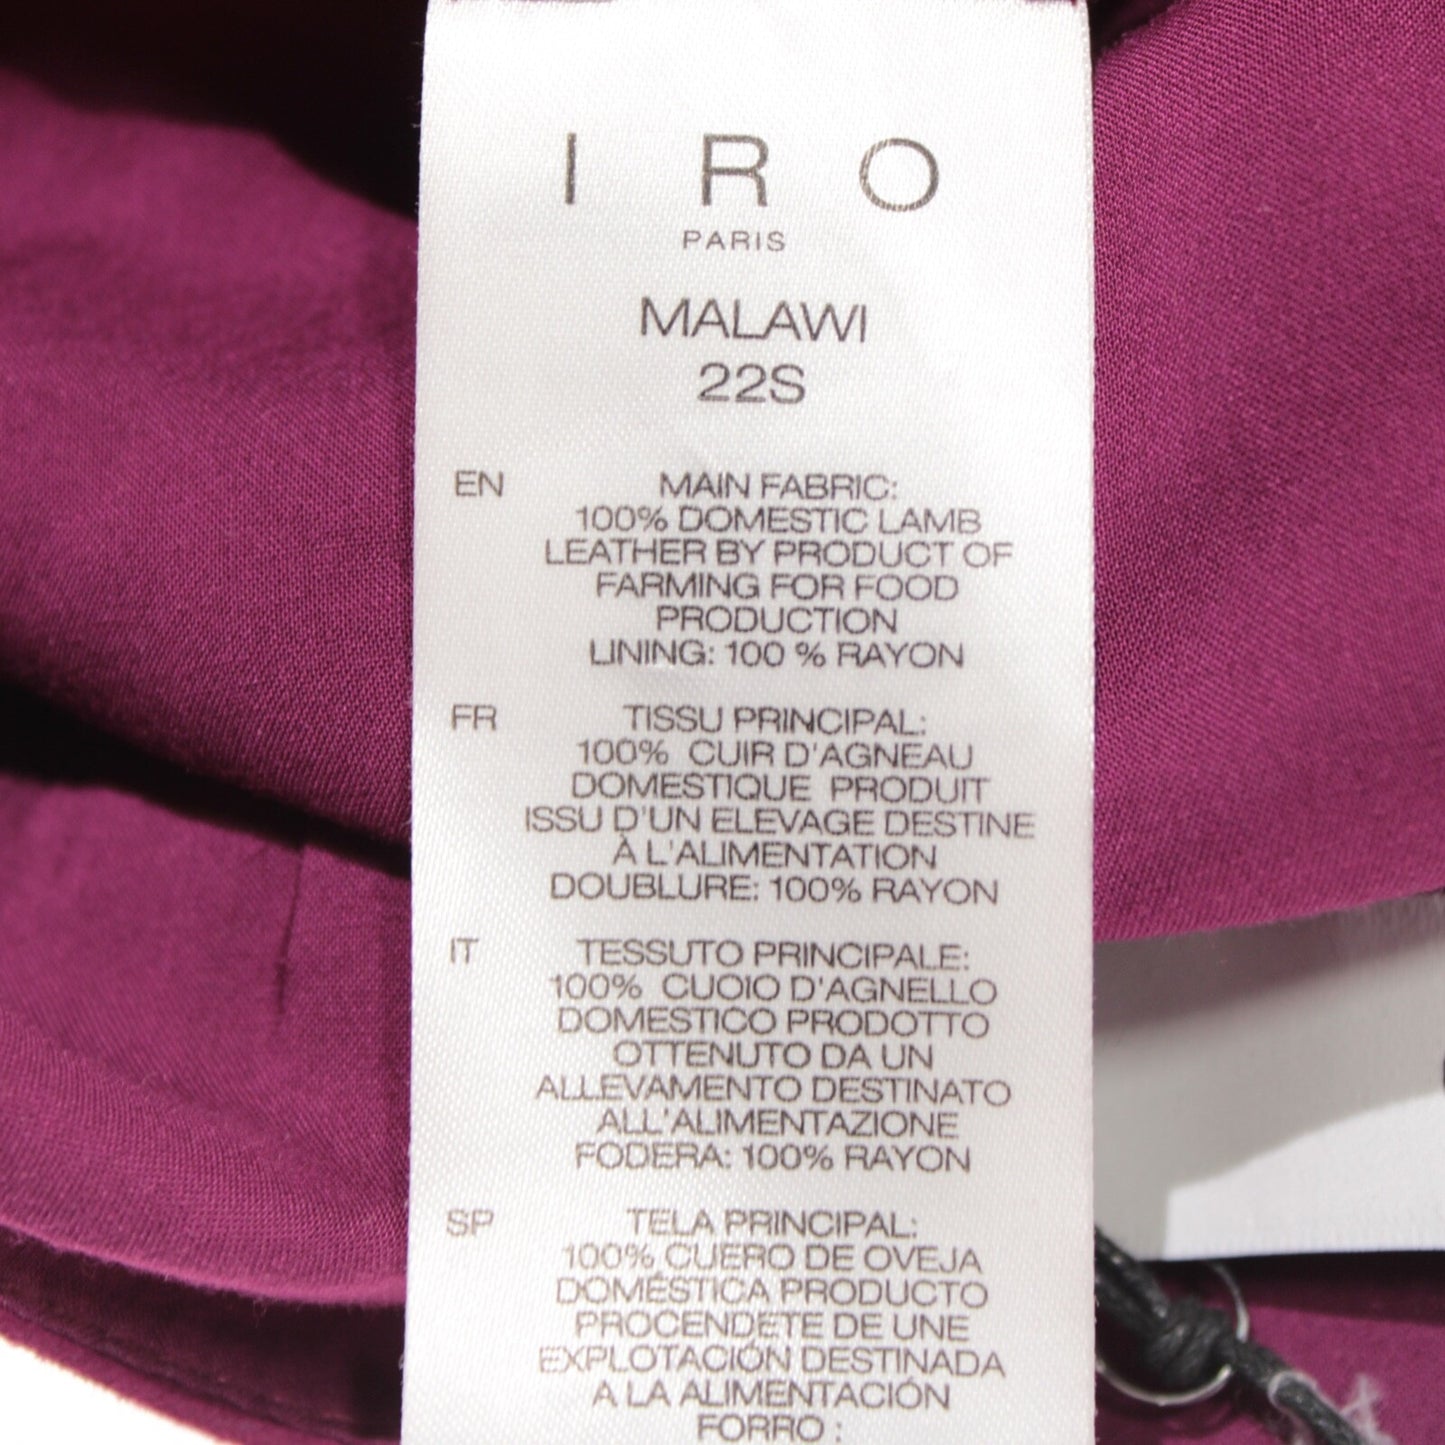 IRO
PARIS
MALAWI
22S
EN MAIN FABRIC:
100% DOMESTIC LAMB
LEATHER BY PRODUCT OF
FARMING FOR FOOD
PRODUCTION
LINING: 100 % RAYON
FR TISSU PRINCIPAL:
100% CUIR D'AGNEAU
DOMESTIQUE PRODUIT
ISSU D'UN ELEVAGE DESTINE
À L'ALIMENTATION
DOUBLURE: 100% RAYON
IT TESSUTO PRINCIPALE:
100% CUOIO D'AGNELLO
DOMESTICO PRODOTTO
OTTENUTO DA UN
ALLEVAMENTO DESTINATO
ALL'ALIMENTAZIONE
FODERA: 100% RAYON
SP TELA PRINCIPAL:
100% CUERO DE OVEJA
DOMÉSTICA PRODUCTO
PROCENDETE DE UNE
EXPLOTACIÓN DESTINADA
A LA ALIMENTACIÓN
FORRO :